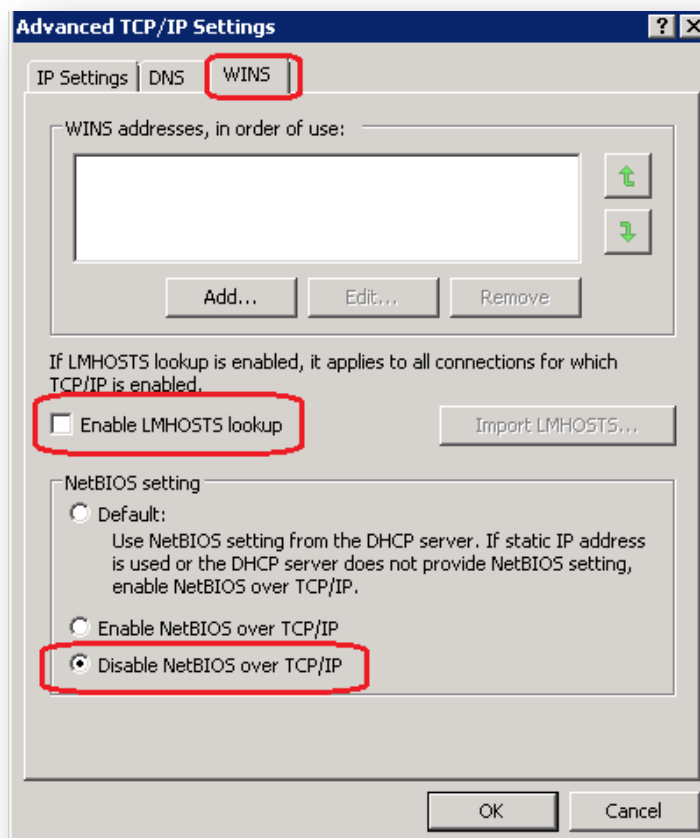 Advanced TCP/IP Settings
IP Settings DNS WINS
WINS addresses, in order of use:
Add... Edit... Remove
If LMHOSTS lookup is enabled, it applies to all connections for which
TCP/IP is enabled.
Enable LMHOSTS lookup Import LMHOSTS...
NetBIOS setting
Default:
Use NetBIOS setting from the DHCP server. If static IP address
is used or the DHCP server does not provide NetBIOS setting,
enable NetBIOS over TCP/IP.
Enable NetBIOS over TCP/IP
Disable NetBIOS over TCP/IP
OK Cancel